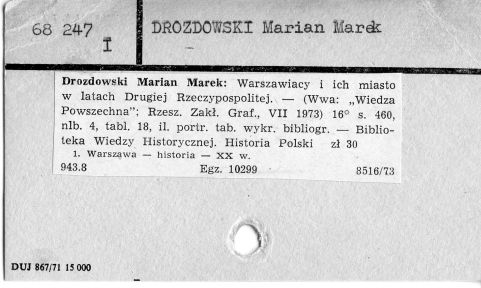 68 247
I
DROZDOWSKI Marian Marek
Drozdowski Marian Marek: Warszawiacy i ich miasto
w latach Drugiej Rzeczypospolitej. — (Wwa: „Wiedza
Powszechna”; Rzesz. Zakł. Graf., VII 1973) 16° s. 460,
nlb. 4, tabl. 18, il. portr. tab. wykr. bibliogr. — Biblio-
teka Wiedzy Historycznej. Historia Polski zł 30
1. Warszawa — historia — XX w.
943.8 Egz. 10299 8516/73
DUJ 867/71 15 000